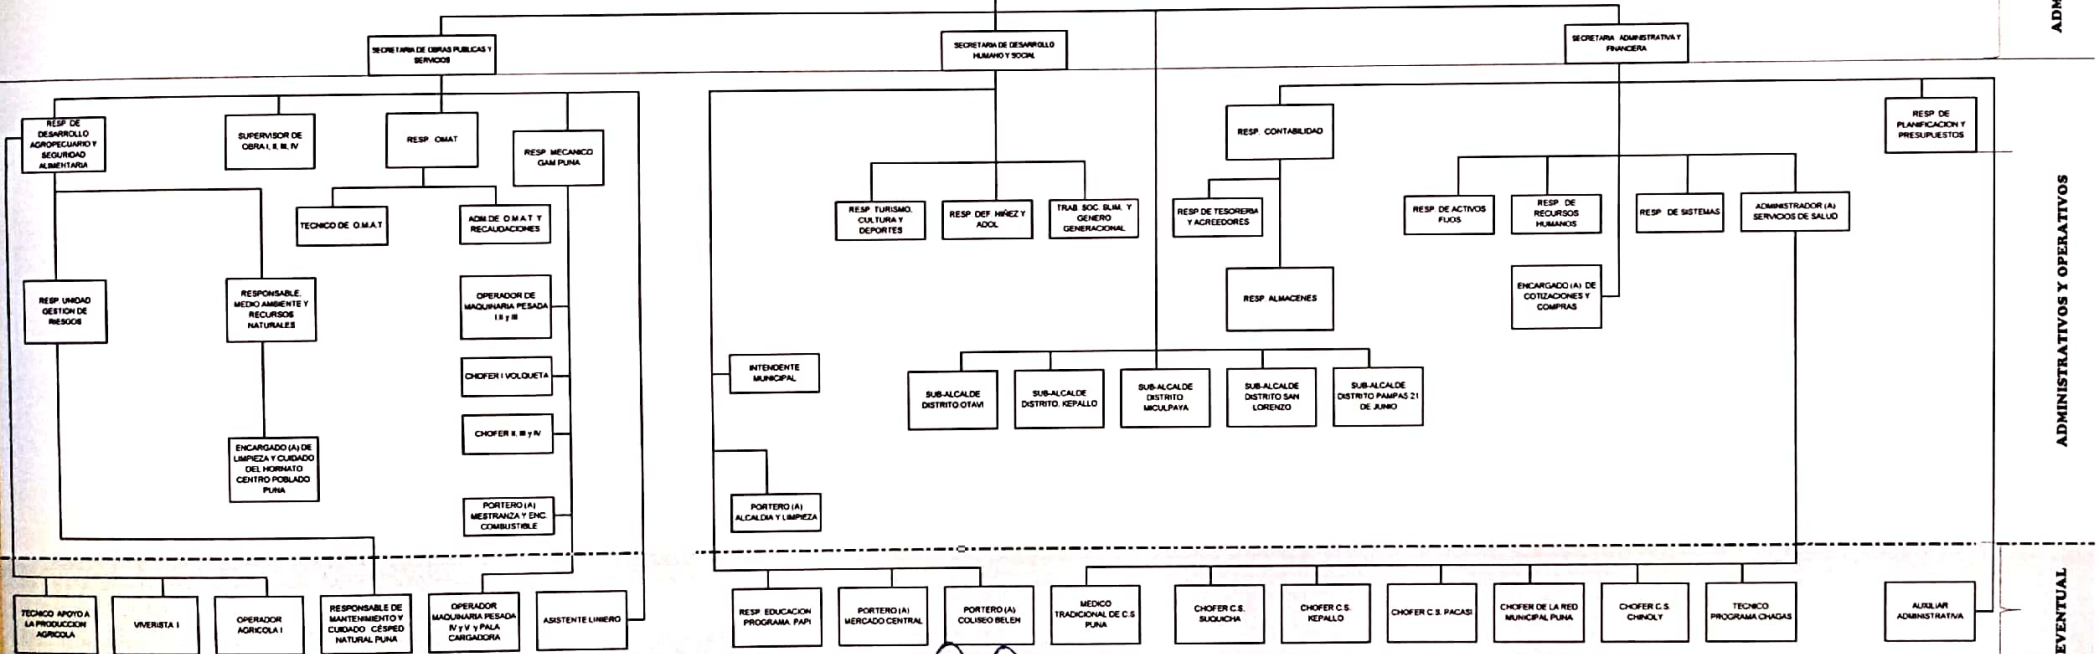 ADM
SECRETARIA DE OBRAS PUBLICAS Y
SERVICIOS
SECRETARIA DE DESARROLLO
HUMANO Y SOCIAL
SECRETARIA ADMINISTRATIVA Y
FINANCIERA
RESP DE
DESARROLLO
AGROPECUARIO Y
SEGURIDAD
ALIMENTARIA
SUPERVISOR DE
OBRA I, II, III, IV
RESP OMAT
RESP MECANICO
GAM PUNA
RESP. CONTABILIDAD
RESP DE
PLANIFICACION Y
PRESUPUESTOS
TECNICO DE O.M.A.T
ADM DE O.M.A.T Y
RECAUDACIONES
RESP TURISMO,
CULTURA Y
DEPORTES
RESP DEF NIÑEZ Y
ADOL
TRAB SOC. SLIM. Y
GENERO
GENERACIONAL
RESP DE TESORERIA
Y ACREEDORES
RESP DE ACTIVOS
FIJOS
RESP DE
RECURSOS
HUMANOS
RESP DE SISTEMAS
ADMINISTRADOR (A)
SERVICIOS DE SALUD
RESP UNIDAD
GESTION DE
RIESGOS
RESPONSABLE.
MEDIO AMBIENTE Y
RECURSOS
NATURALES
OPERADOR DE
MAQUINARIA PESADA
I II y III
RESP ALMACENES
ENCARGADO (A) DE
COTIZACIONES Y
COMPRAS
CHOFER I VOLQUETA
INTENDENTE
MUNICIPAL
SUB-ALCALDE
DISTRITO OTAVI
SUB-ALCALDE
DISTRITO. KEPALLO
SUB-ALCALDE
DISTRITO
MICULPAYA
SUB-ALCALDE
DISTRITO SAN
LORENZO
SUB-ALCALDE
DISTRITO PAMPAS 21
DE JUNIO
CHOFER II, III y IV
ENCARGADO (A) DE
LIMPIEZA Y CUIDADO
DEL HORNATO
CENTRO POBLADO
PUNA
PORTERO (A)
MESTRANZA Y ENC.
COMBUSTIBLE
PORTERO (A)
ALCALDIA Y LIMPIEZA
ADMINISTRATIVOS Y OPERATIVOS
TECNICO APOYO A
LA PRODUCCION
AGRICOLA
VIVERISTA I
OPERADOR
AGRICOLA I
RESPONSABLE DE
MANTENIMIENTO Y
CUIDADO CÉSPED
NATURAL PUNA
OPERADOR
MAQUINARIA PESADA
IV y V y PALA
CARGADORA
ASISTENTE LINIERO
RESP EDUCACION
PROGRAMA PAPI
PORTERO (A)
MERCADO CENTRAL
PORTERO (A)
COLISEO BELEN
MEDICO
TRADICIONAL DE C.S
PUNA
CHOFER C.S.
SUQUICHA
CHOFER C.S.
KEPALLO
CHOFER C.S. PACASI
CHOFER DE LA RED
MUNICIPAL PUNA
CHOFER C.S
CHINOLY
TECNICO
PROGRAMA CHAGAS
AUXILIAR
ADMINISTRATIVA
EVENTUAL